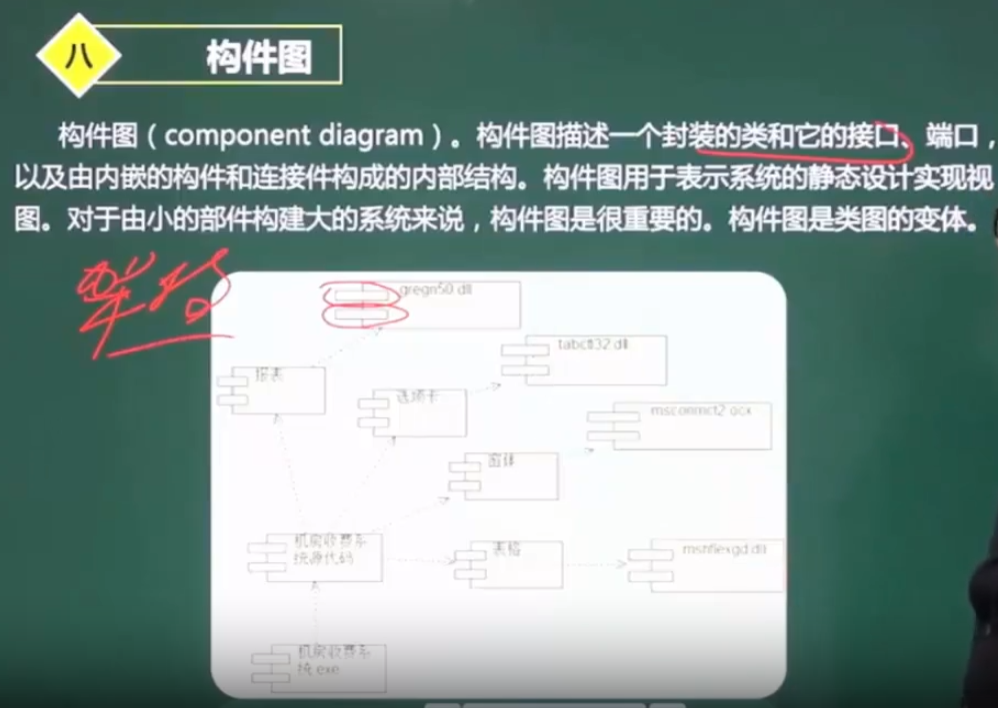 八
构件图
构件图（component diagram）。构件图描述一个封装的类和它的接口、端口，
以及由内嵌的构件和连接件构成的内部结构。构件图用于表示系统的静态设计实现视
图。对于由小的部件构建大的系统来说，构件图是很重要的。构件图是类图的变体。
gregn50.dll
tabctl32.dll
报表
选项卡
msconmct2.ocx
窗体
机房收费系
统源代码
表格
mshflexgd.dll
机房收费系
统.exe